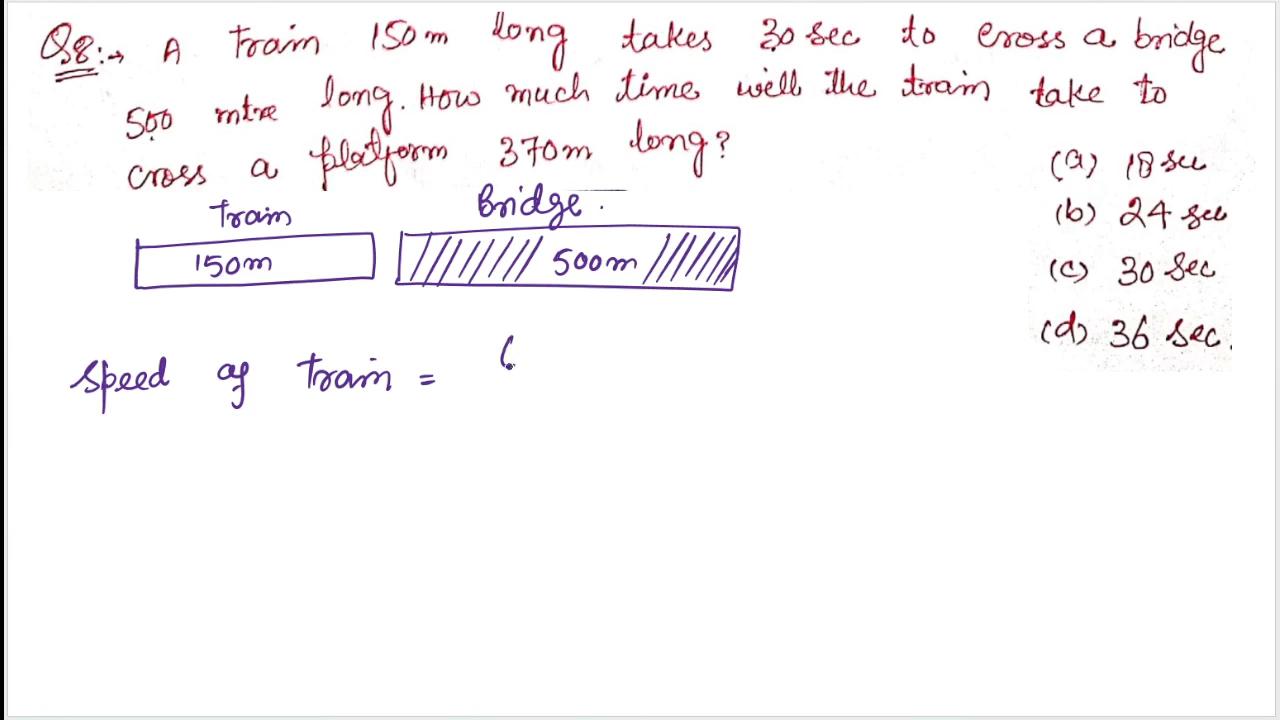 Q8:→ A train 150m long takes 30 sec to cross a bridge
500 mtre long. How much time will the train take to
cross a platform 370m long?
(a) 18 sec
(b) 24 sec
(c) 30 sec
(d) 36 sec.
Train
Bridge.
150m
500m
speed of train = (